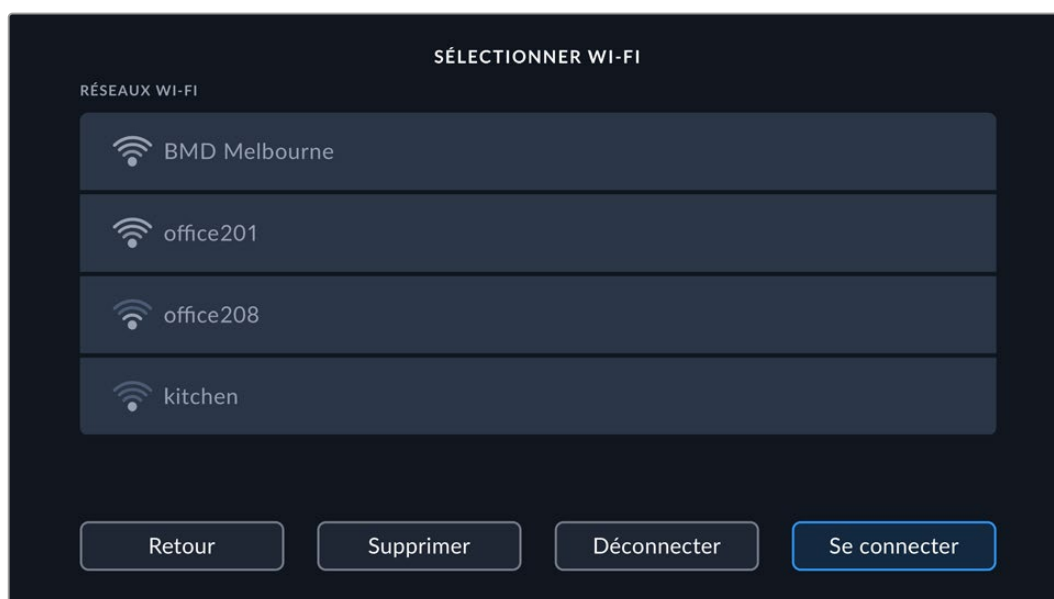 SÉLECTIONNER WI-FI
RÉSEAUX WI-FI
BMD Melbourne
office201
office208
kitchen
Retour Supprimer Déconnecter Se connecter